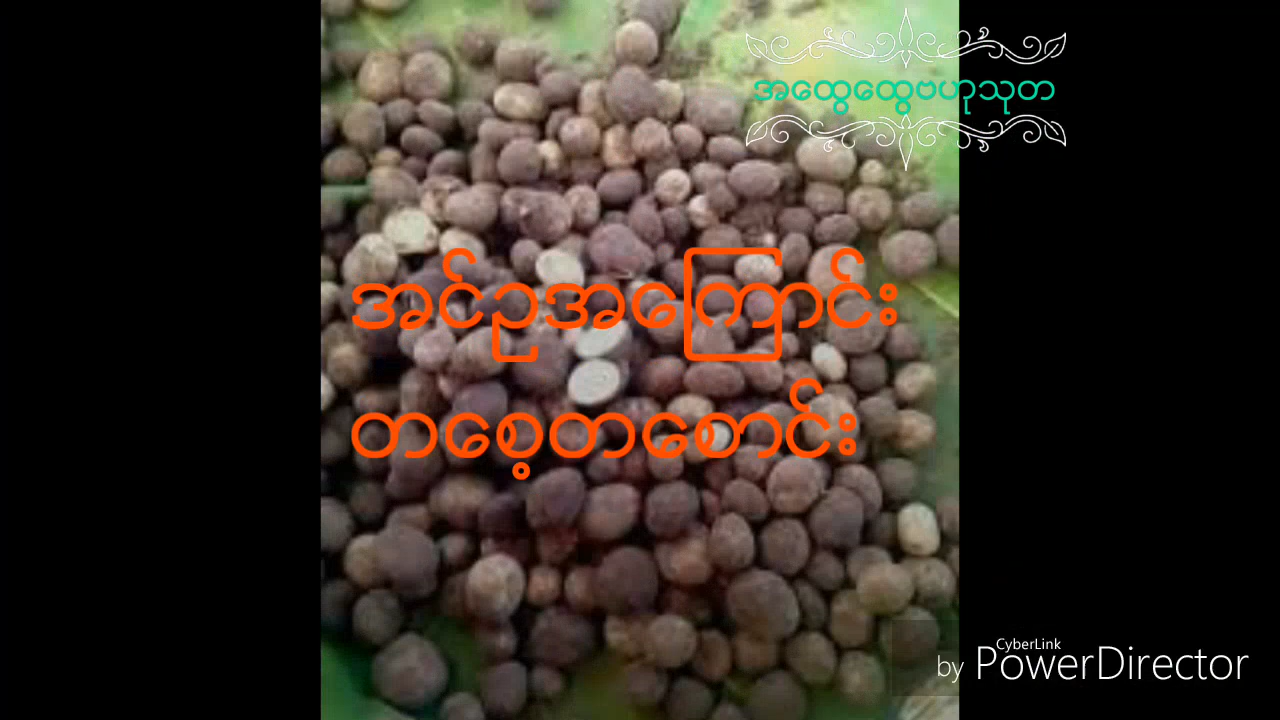 အထွေထွေဗဟုသုတ
အင်ဥအကြောင်း
တစေ့တစောင်း
CyberLink
by PowerDirector